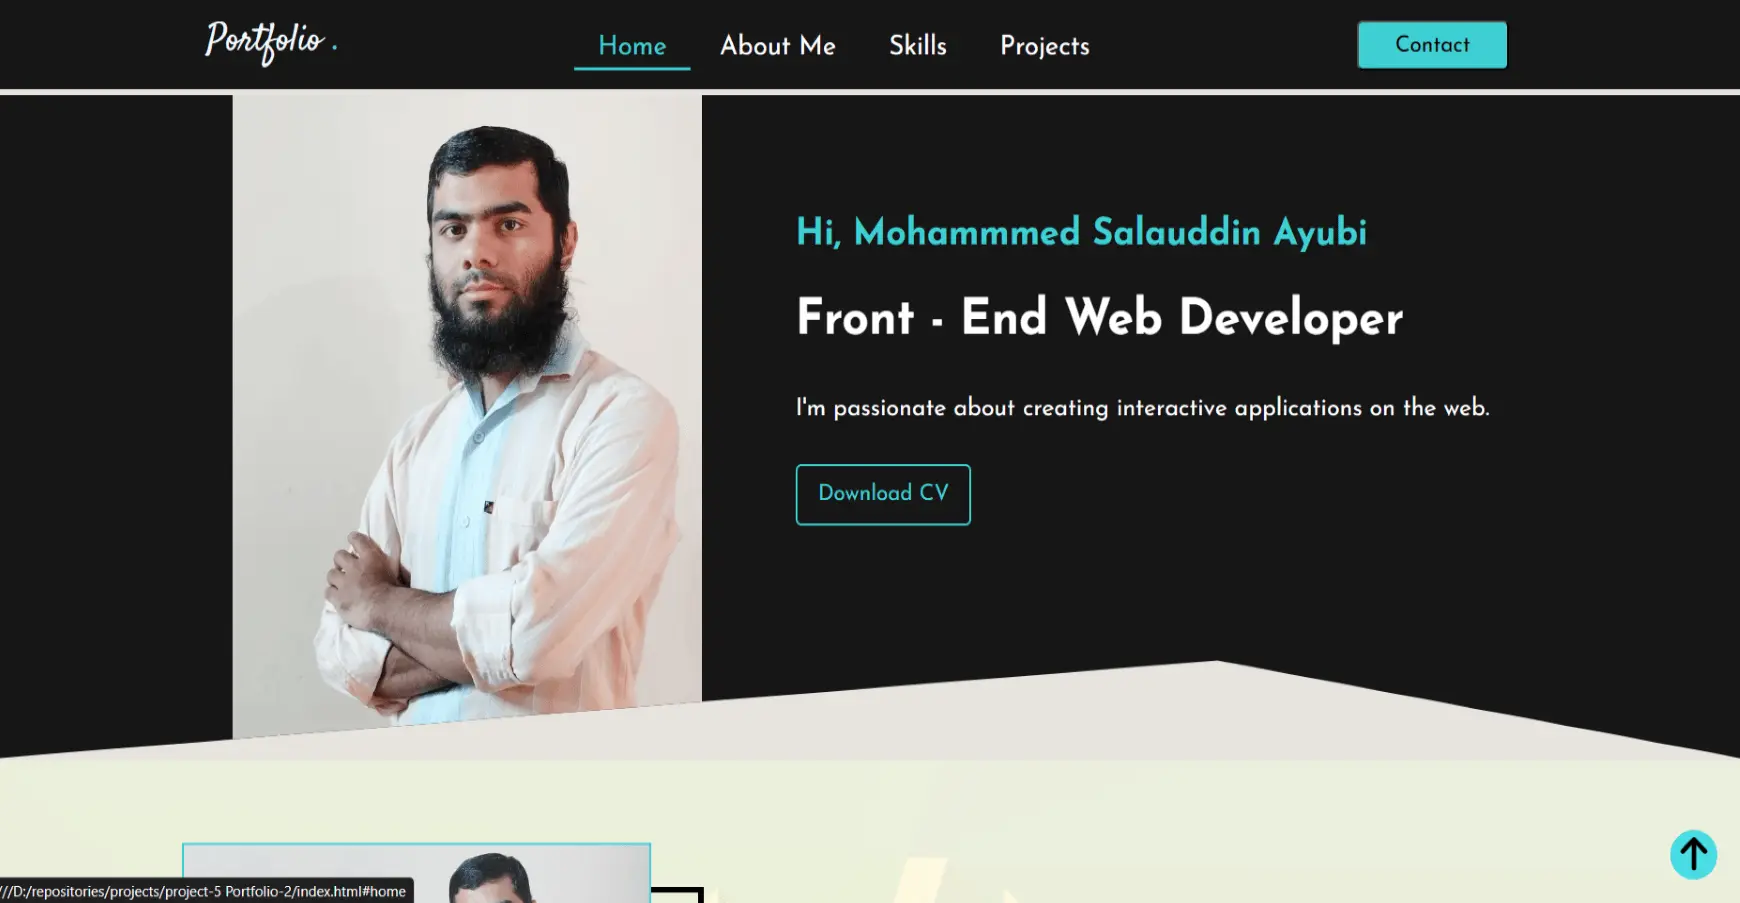 Portfolio .
Home
About Me
Skills
Projects
Contact
Hi, Mohammmed Salauddin Ayubi
Front - End Web Developer
I'm passionate about creating interactive applications on the web.
Download CV
///D:/repositories/projects/project-5 Portfolio-2/index.html#home